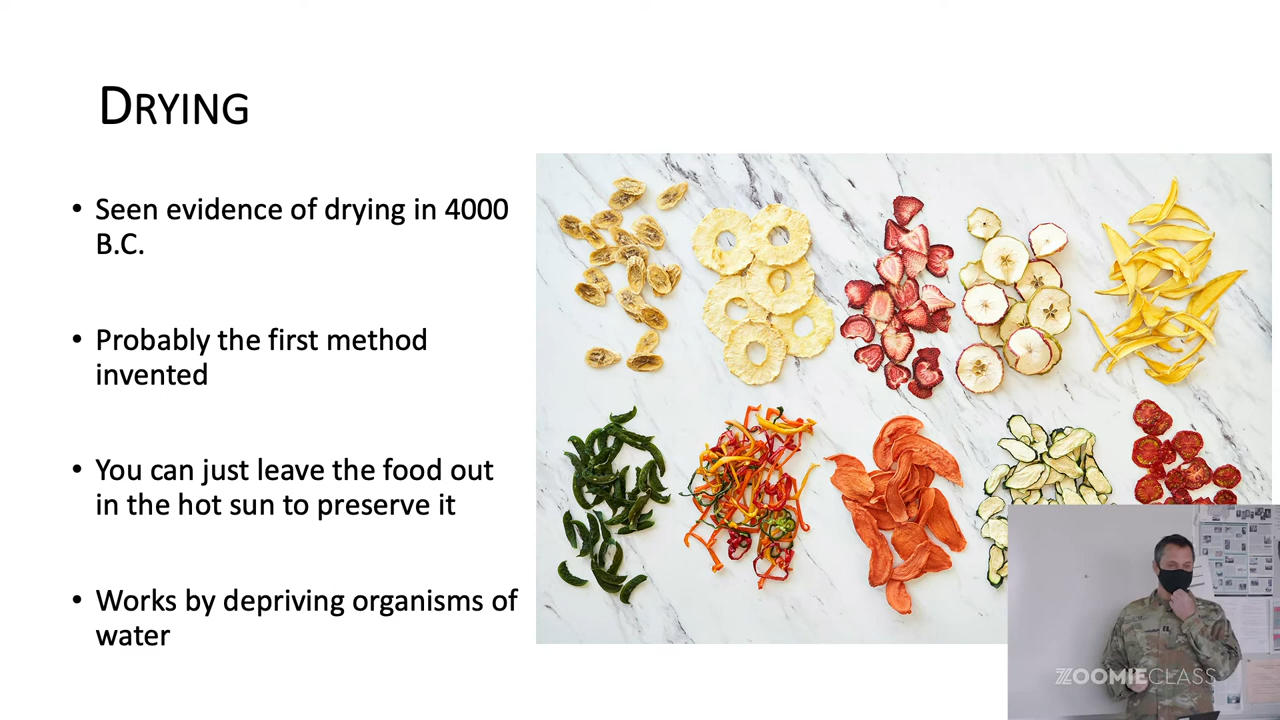 DRYING
• Seen evidence of drying in 4000
B.C.
• Probably the first method
invented
• You can just leave the food out
in the hot sun to preserve it
• Works by depriving organisms of
water
ZOOMIECLASS